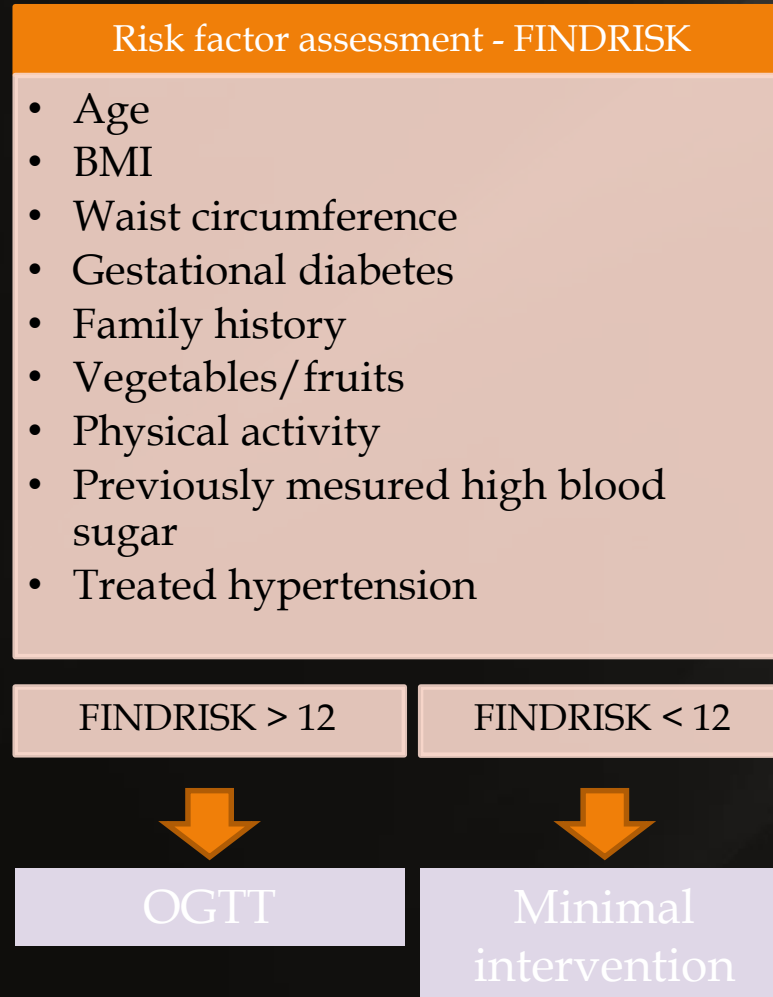 Risk factor assessment - FINDRISK
• Age
• BMI
• Waist circumference
• Gestational diabetes
• Family history
• Vegetables/fruits
• Physical activity
• Previously mesured high blood
sugar
• Treated hypertension
FINDRISK > 12
FINDRISK < 12
OGTT
Minimal
intervention